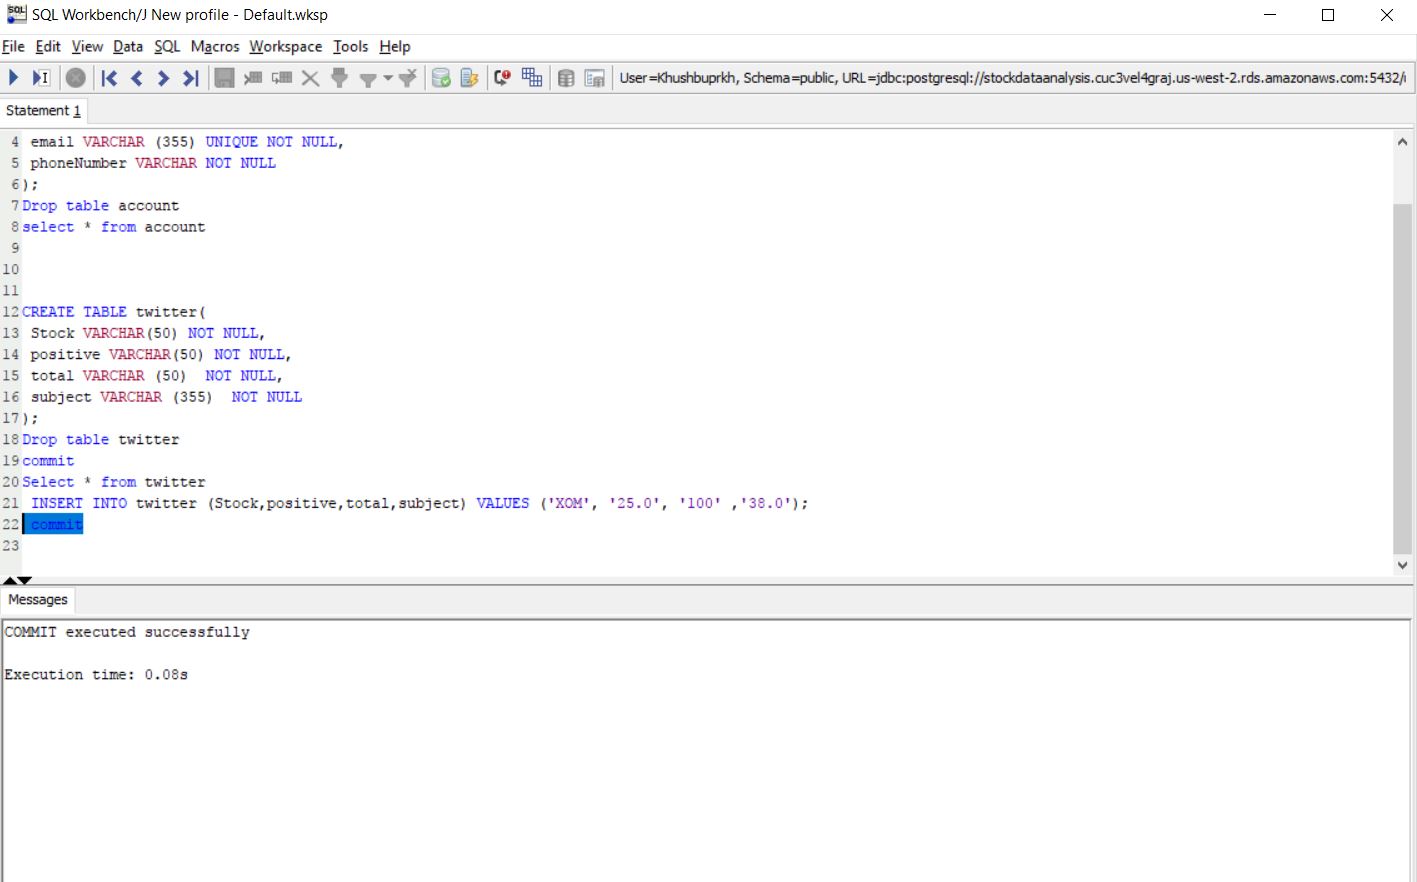 SQL Workbench/J New profile - Default.wksp
File Edit View Data SQL Macros Workspace Tools Help
User=Khushbuprkh, Schema=public, URL=jdbc:postgresql://stockdataanalysis.cuc3vel4graj.us-west-2.rds.amazonaws.com:5432/
Statement 1
4 email VARCHAR (355) UNIQUE NOT NULL,
5 phoneNumber VARCHAR NOT NULL
6 );
7 Drop table account
8 select * from account
9
10
11
12 CREATE TABLE twitter(
13 Stock VARCHAR(50) NOT NULL,
14 positive VARCHAR(50) NOT NULL,
15 total VARCHAR (50)  NOT NULL,
16 subject VARCHAR (355)  NOT NULL
17 );
18 Drop table twitter
19 commit
20 Select * from twitter
21 INSERT INTO twitter (Stock,positive,total,subject) VALUES ('XOM', '25.0', '100' ,'38.0');
22 commit
23
Messages
COMMIT executed successfully
Execution time: 0.08s